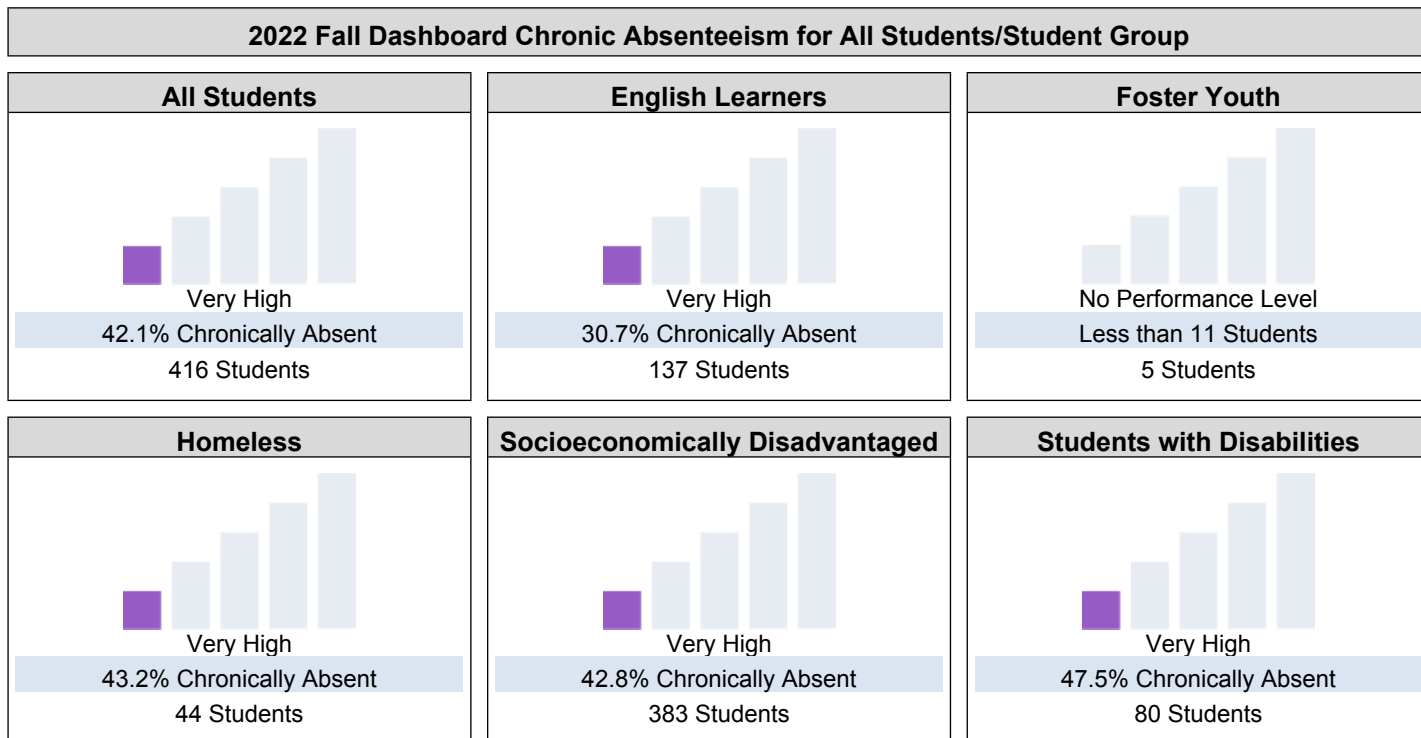 2022 Fall Dashboard Chronic Absenteeism for All Students/Student Group
All Students
Very High
42.1% Chronically Absent
416 Students
English Learners
Very High
30.7% Chronically Absent
137 Students
Foster Youth
No Performance Level
Less than 11 Students
5 Students
Homeless
Very High
43.2% Chronically Absent
44 Students
Socioeconomically Disadvantaged
Very High
42.8% Chronically Absent
383 Students
Students with Disabilities
Very High
47.5% Chronically Absent
80 Students